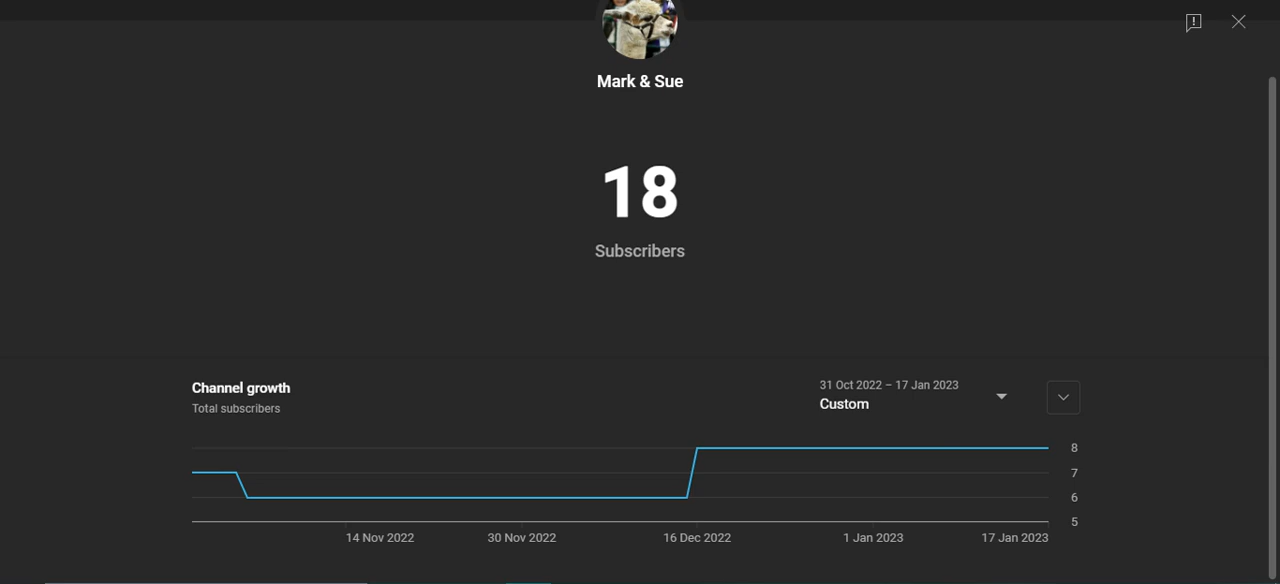 Mark & Sue
18
Subscribers
Channel growth
Total subscribers
31 Oct 2022 – 17 Jan 2023
Custom
8
7
6
5
14 Nov 2022
30 Nov 2022
16 Dec 2022
1 Jan 2023
17 Jan 2023